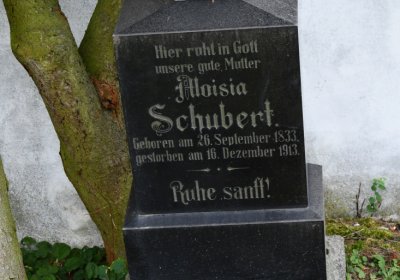 Hier ruht in Gott
unsere gute Mutter
Aloisia
Schubert.
Geboren am 26. September 1833.
gestorben am 16. Dezember 1913.
Ruhe sanft!